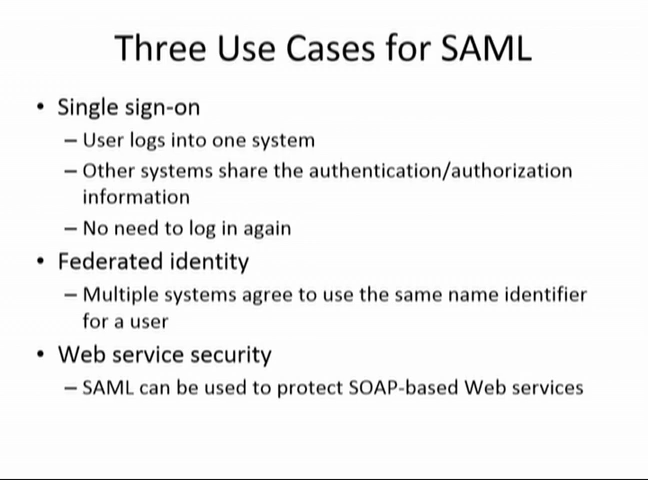 Three Use Cases for SAML
• Single sign-on
– User logs into one system
– Other systems share the authentication/authorization
information
– No need to log in again
• Federated identity
– Multiple systems agree to use the same name identifier
for a user
• Web service security
– SAML can be used to protect SOAP-based Web services